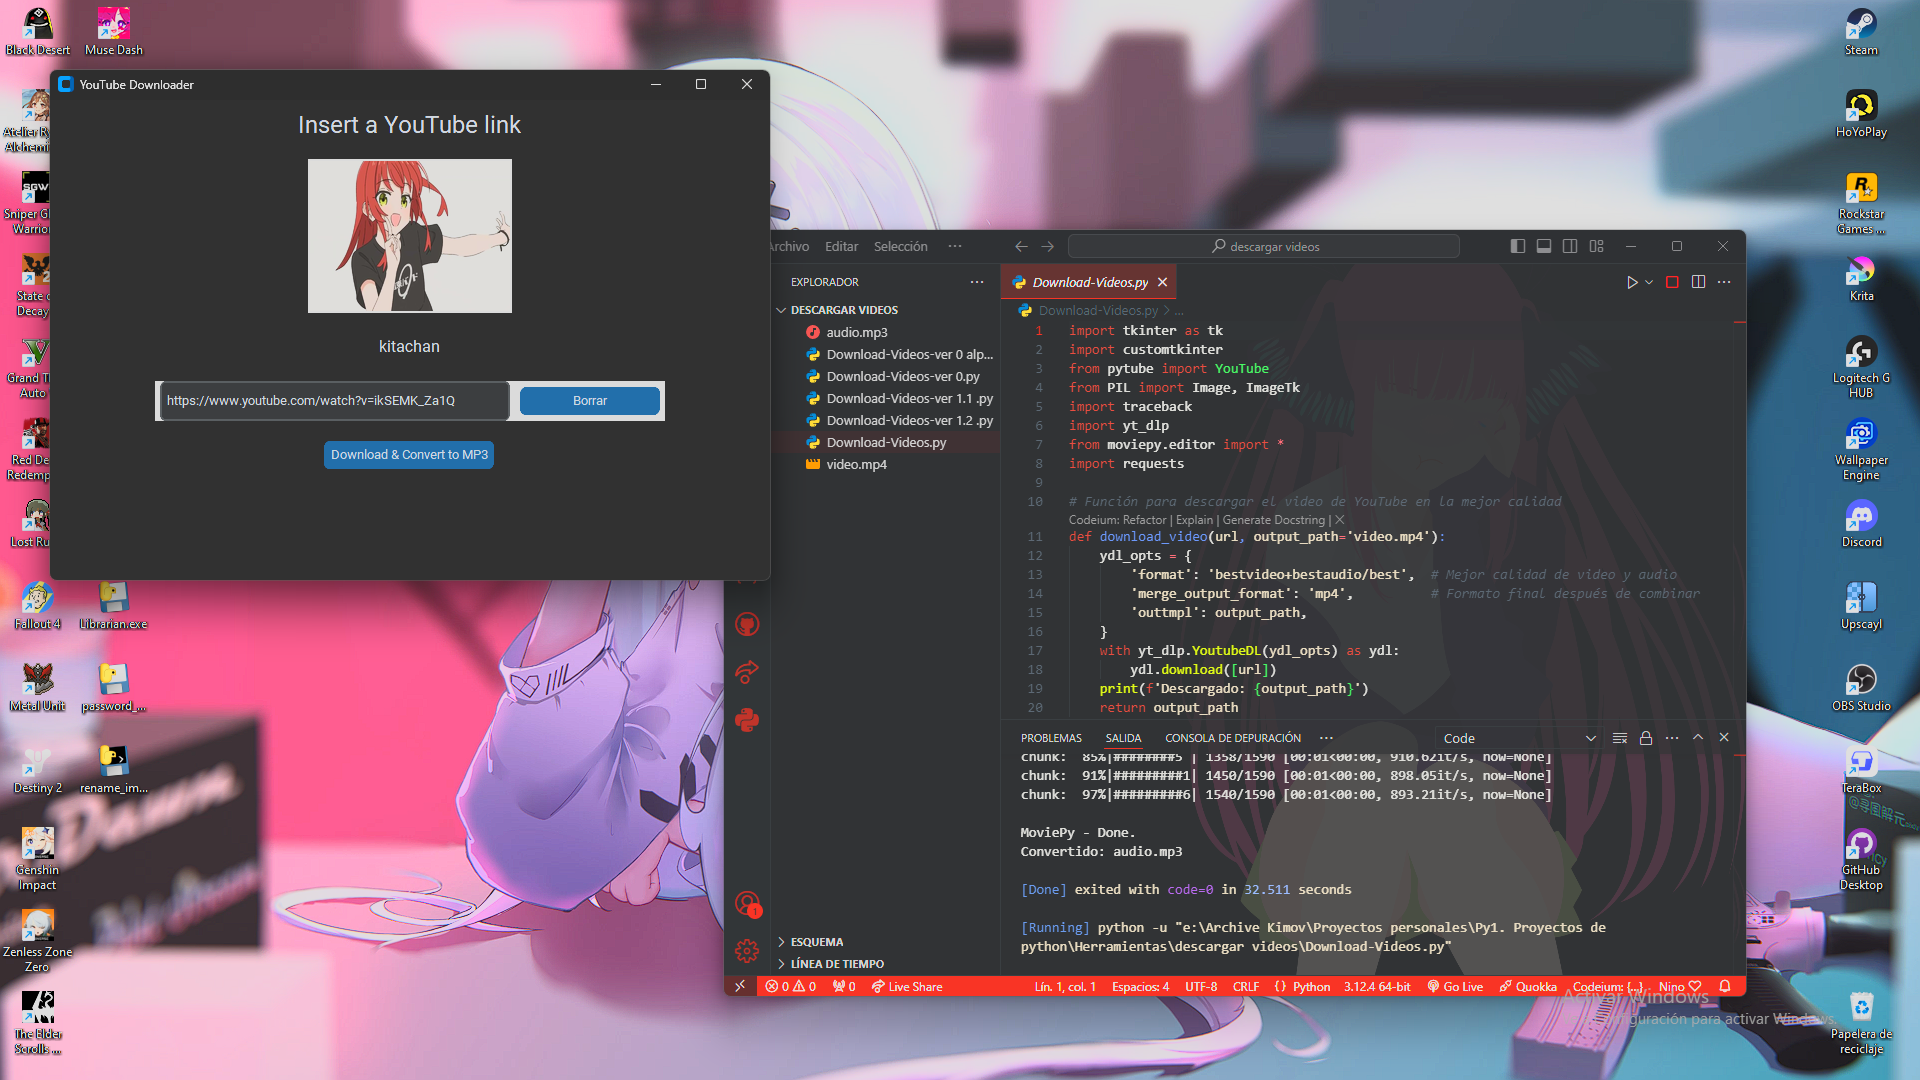 Black Desert
Muse Dash
Steam
HoYoPlay
Rockstar
Games ...
Krita
Logitech G
HUB
Wallpaper
Engine
Discord
Upscayl
OBS Studio
TeraBox
GitHub
Desktop
Papelera de
reciclaje
Sniper G
Warrio
State
Decay
Auto
Red De
Redemp
Lost Ru
Fallout 4
Librarian.exe
Metal Unit
password_...
Destiny 2
rename_im...
Genshin
Impact
Zenless Zone
Zero
The Elder
Scrolls ...
YouTube Downloader
Insert a YouTube link
kitachan
https://www.youtube.com/watch?v=ikSEMK_Za1Q
Borrar
Download & Convert to MP3
rchivo
Editar
Selección
descargar videos
EXPLORADOR
DESCARGAR VIDEOS
audio.mp3
Download-Videos-ver 0 alp...
Download-Videos-ver 0.py
Download-Videos-ver 1.1 .py
Download-Videos-ver 1.2 .py
Download-Videos.py
video.mp4
ESQUEMA
LÍNEA DE TIEMPO
Download-Videos.py
Download-Videos.py > ...
1 import tkinter as tk
2 import customtkinter
3 from pytube import YouTube
4 from PIL import Image, ImageTk
5 import traceback
6 import yt_dlp
7 from moviepy.editor import *
8 import requests
9
10 # Función para descargar el video de YouTube en la mejor calidad
Codeium: Refactor | Explain | Generate Docstring | X
11 def download_video(url, output_path='video.mp4'):
12 ydl_opts = {
13 'format': 'bestvideo+bestaudio/best', # Mejor calidad de video y audio
14 'merge_output_format': 'mp4', # Formato final después de combinar
15 'outtmpl': output_path,
16 }
17 with yt_dlp.YoutubeDL(ydl_opts) as ydl:
18 ydl.download([url])
19 print(f'Descargado: {output_path}')
20 return output_path
PROBLEMAS
SALIDA
CONSOLA DE DEPURACIÓN
Code
chunk: 85%|########5 | 1358/1590 [00:01<00:00, 910.62it/s, now=None]
chunk: 91%|#########1| 1450/1590 [00:01<00:00, 898.05it/s, now=None]
chunk: 97%|#########6| 1540/1590 [00:01<00:00, 893.21it/s, now=None]
MoviePy - Done.
Convertido: audio.mp3
[Done] exited with code=0 in 32.511 seconds
[Running] python -u "e:\Archive Kimov\Proyectos personales\Py1. Proyectos de
python\Herramientas\descargar videos\Download-Videos.py"
0 0
0
Live Share
Lín. 1, col. 1
Espacios: 4
UTF-8
CRLF
{} Python
3.12.4 64-bit
Go Live
Quokka
Codeium: {...}
Nino
Activar Windows
figuración para activar Windows.